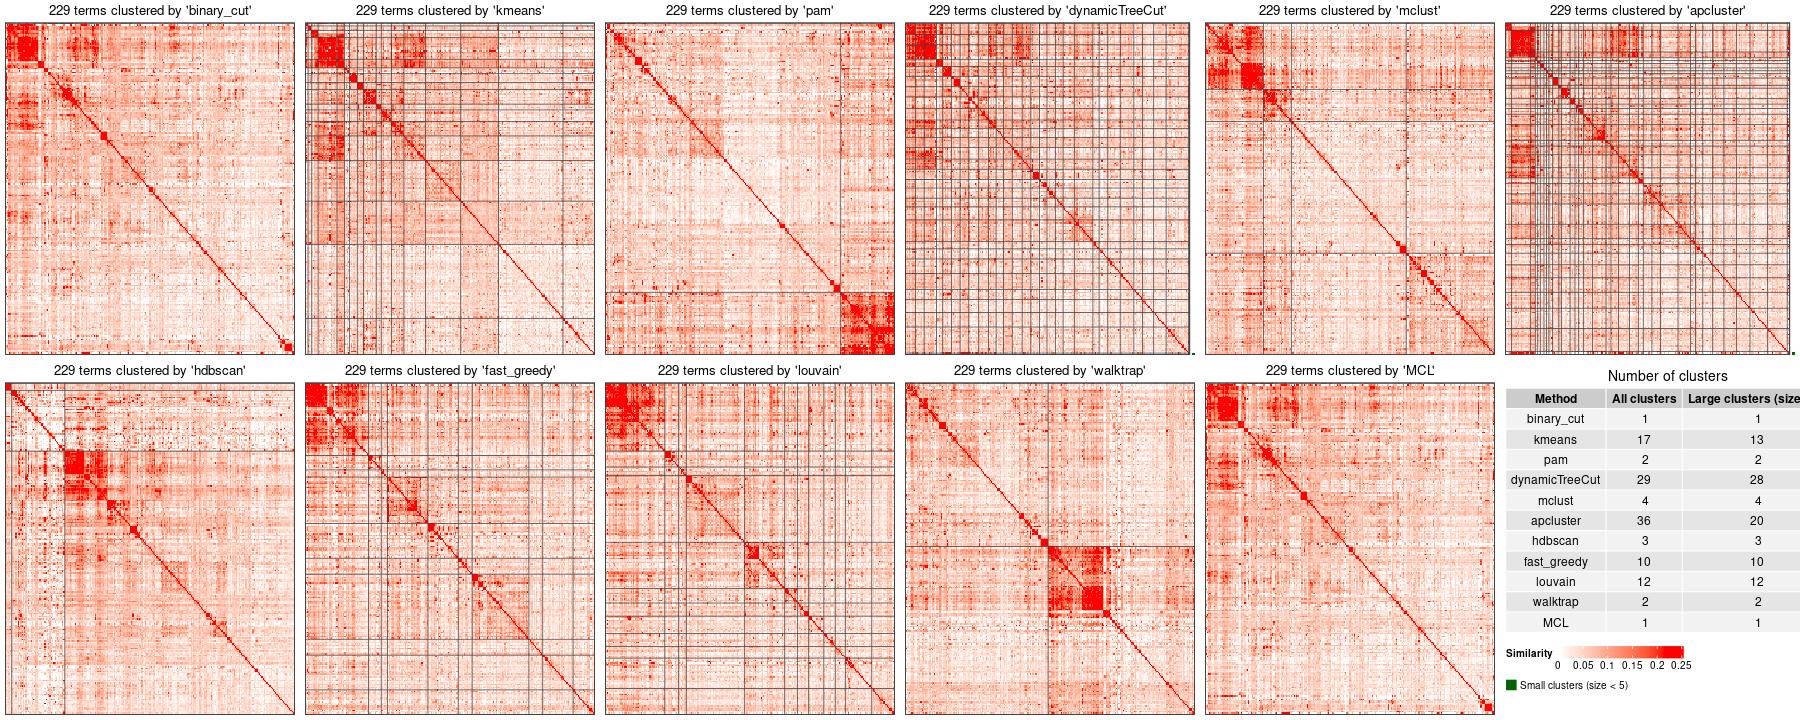 229 terms clustered by 'binary_cut'
229 terms clustered by 'kmeans'
229 terms clustered by 'pam'
229 terms clustered by 'dynamicTreeCut'
229 terms clustered by 'mclust'
229 terms clustered by 'apcluster'
229 terms clustered by 'hdbscan'
229 terms clustered by 'fast_greedy'
229 terms clustered by 'louvain'
229 terms clustered by 'walktrap'
229 terms clustered by 'MCL'
Number of clusters
Method All clusters Large clusters (size
binary_cut 1 1
kmeans 17 13
pam 2 2
dynamicTreeCut 29 28
mclust 4 4
apcluster 36 20
hdbscan 3 3
fast_greedy 10 10
louvain 12 12
walktrap 2 2
MCL 1 1
Similarity
0 0.05 0.1 0.15 0.2 0.25
Small clusters (size < 5)